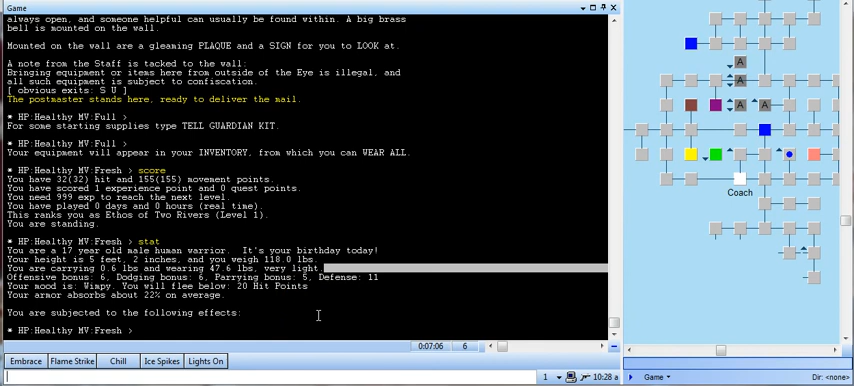 Game
always open, and someone helpful can usually be found within. A big brass
bell is mounted on the wall.
Mounted on the wall are a gleaming PLAQUE and a SIGN for you to LOOK at.
A note from the Staff is tacked to the wall:
Bringing equipment or items here from outside of the Eye is illegal, and
all such equipment is subject to confiscation.
[ obvious exits: S U ]
The postmaster stands here, ready to deliver the mail.
* HP:Healthy MV:Full >
For some starting supplies type TELL GUARDIAN KIT.
* HP:Healthy MV:Full >
Your equipment will appear in your INVENTORY, from which you can WEAR ALL.
* HP:Healthy MV:Fresh > score
You have 32(32) hit and 155(155) movement points.
You have scored 1 experience point and 0 quest points.
You need 999 exp to reach the next level.
You have played 0 days and 0 hours (real time).
This ranks you as Ethos of Two Rivers (Level 1).
You are standing.
* HP:Healthy MV:Fresh > stat
You are a 17 year old male human warrior.  It's your birthday today!
Your height is 5 feet, 2 inches, and you weigh 118.0 lbs.
You are carrying 0.6 lbs and wearing 47.6 lbs, very light.
Offensive bonus: 6, Dodging bonus: 6, Parrying bonus: 5, Defense: 11
Your mood is: Wimpy. You will flee below: 20 Hit Points
Your armor absorbs about 22% on average.
You are subjected to the following effects:
* HP:Healthy MV:Fresh >
0:07:06 6
Embrace Flame Strike Chill Ice Spikes Lights On
1 10:28 a
A
A
A A
Coach
Game Dir: <none>